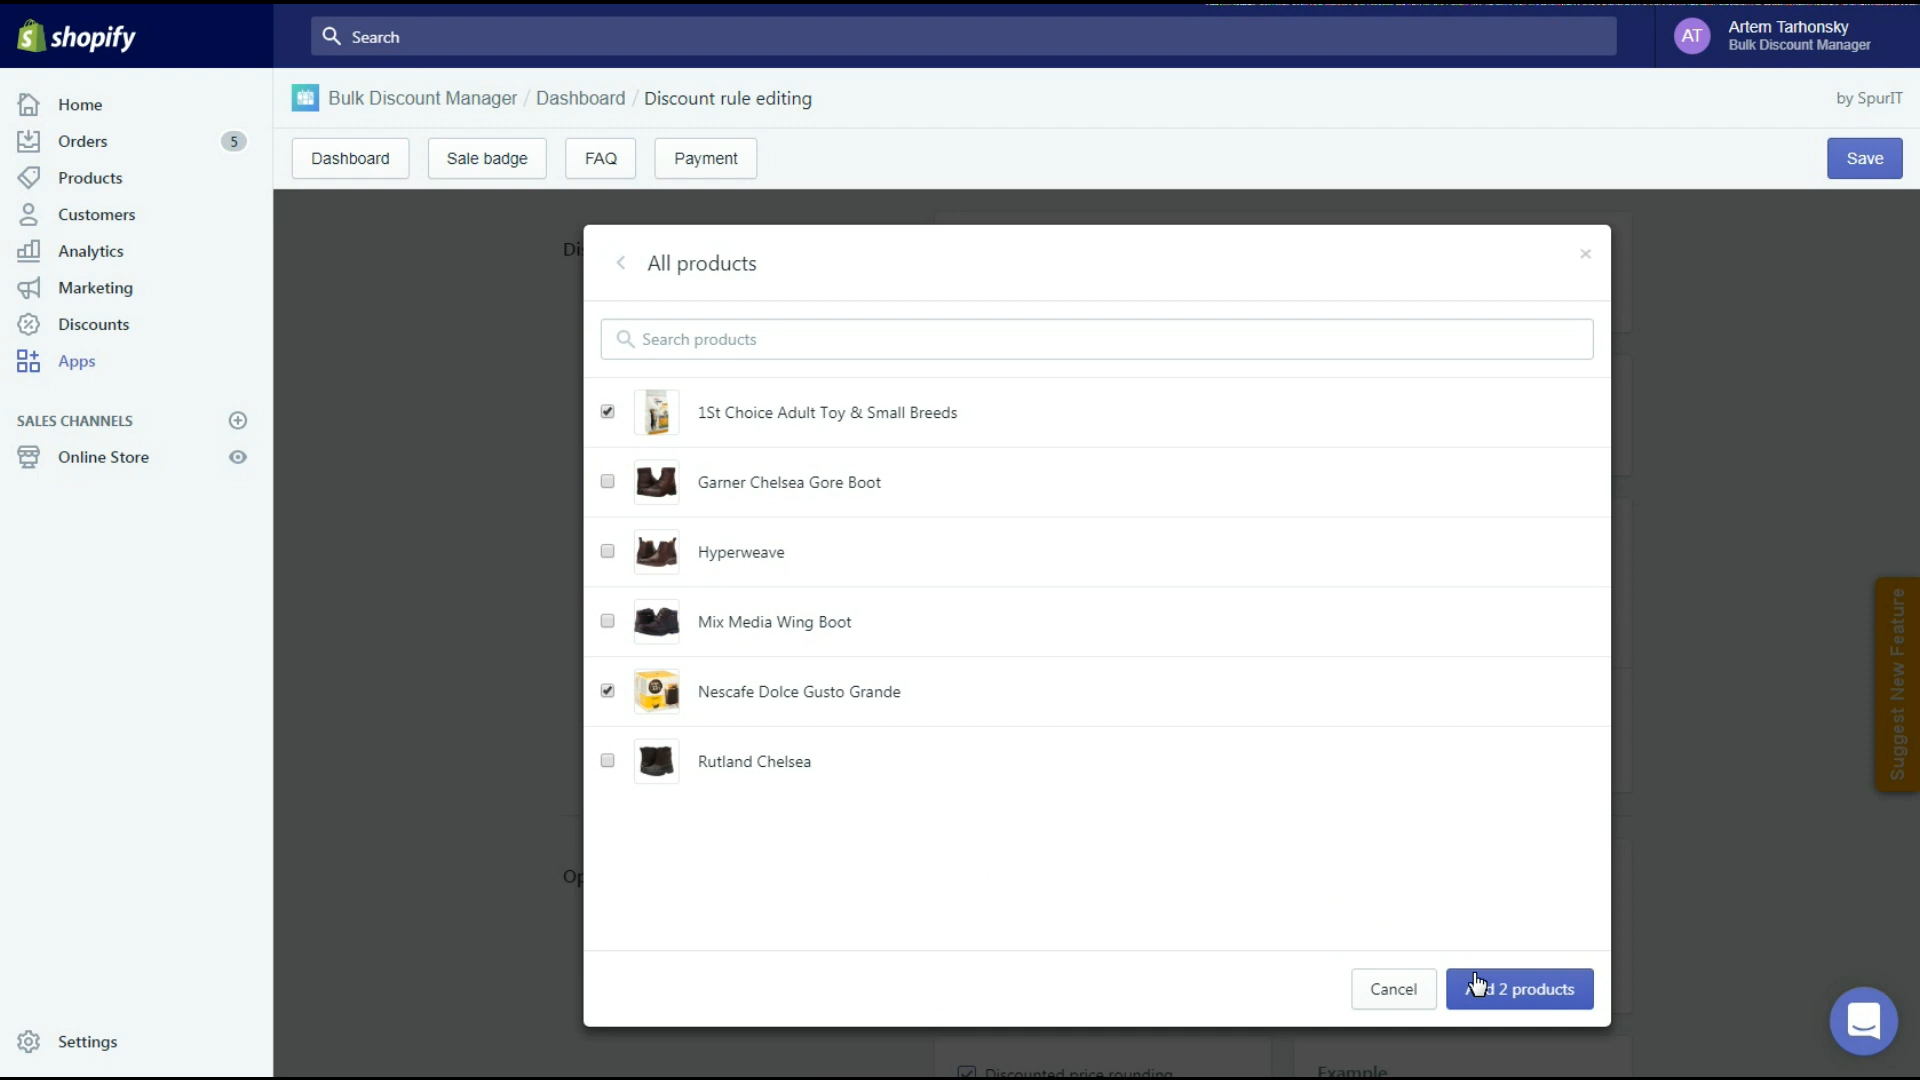 shopify
Search
AT
Artem Tarhonsky
Bulk Discount Manager
Home
Orders
5
Products
Customers
Analytics
Marketing
Discounts
Apps
SALES CHANNELS
Online Store
Settings
Bulk Discount Manager / Dashboard / Discount rule editing
by SpurIT
Dashboard
Sale badge
FAQ
Payment
Save
All products
×
Search products
1St Choice Adult Toy & Small Breeds
Garner Chelsea Gore Boot
Hyperweave
Mix Media Wing Boot
Nescafe Dolce Gusto Grande
Rutland Chelsea
Cancel
2 products
Suggest New Feature
Discounted price rounding
Example